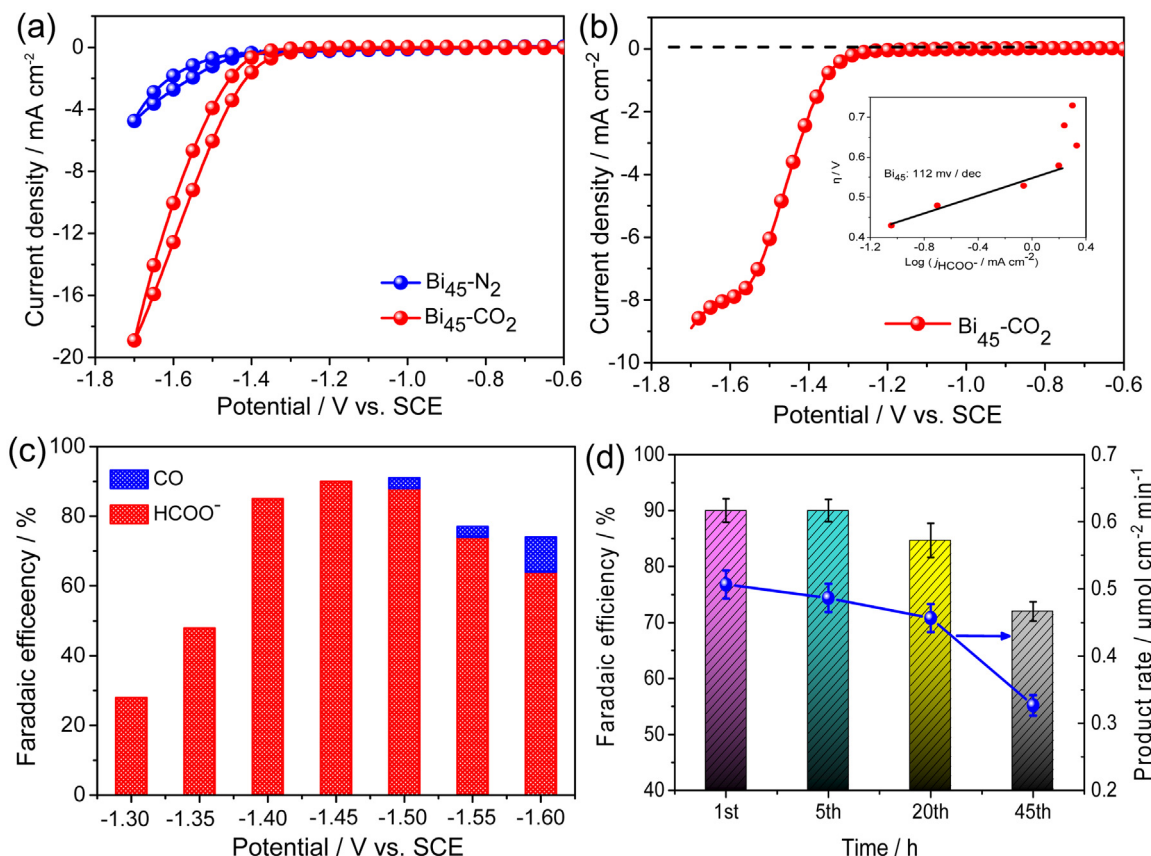 (a)
0
-4
-8
-12
-16
-20
Current density / mA cm⁻²
Bi₄₅-N₂
Bi₄₅-CO₂
-1.8 -1.6 -1.4 -1.2 -1.0 -0.8 -0.6
Potential / V vs. SCE
(b)
0
-2
-4
-6
-8
-10
Current density / mA cm⁻²
0.7
0.6
0.5
0.4
η / V
Bi₄₅: 112 mv / dec
-1.2 -0.8 -0.4 0.0 0.4
Log (jHCOO⁻ / mA cm⁻²)
Bi₄₅-CO₂
-1.8 -1.6 -1.4 -1.2 -1.0 -0.8 -0.6
Potential / V vs. SCE
(c)
100
80
60
40
20
0
Faradaic efficeency / %
CO
HCOO⁻
-1.30 -1.35 -1.40 -1.45 -1.50 -1.55 -1.60
Potential / V vs. SCE
(d)
100
90
80
70
60
50
40
Faradaic efficiency / %
0.7
0.6
0.5
0.4
0.3
0.2
Product rate / μmol cm⁻² min⁻¹
1st 5th 20th 45th
Time / h